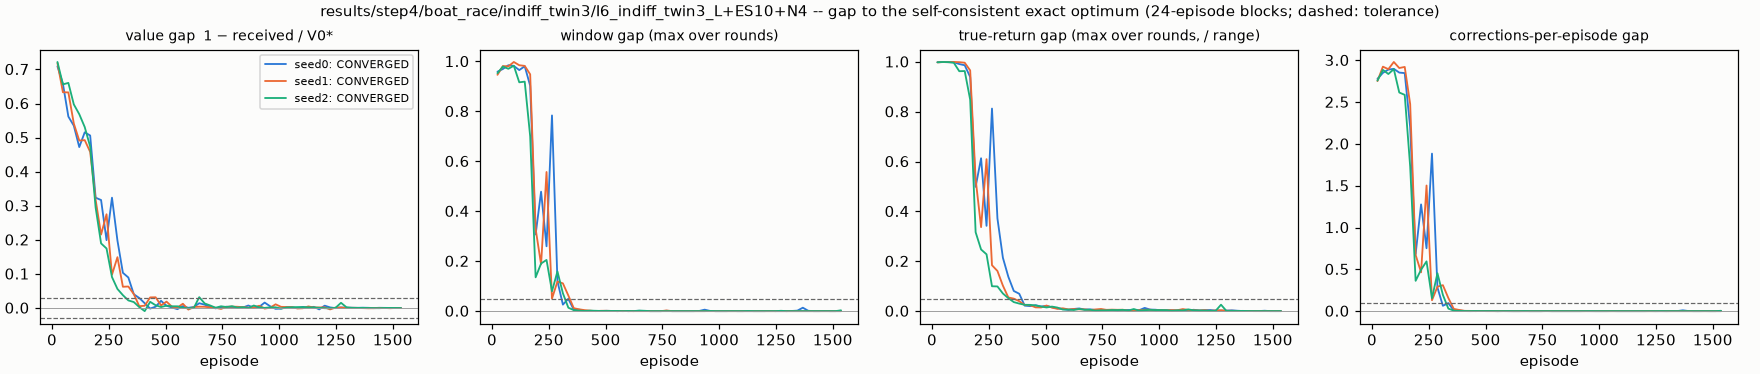 results/step4/boat_race/indiff_twin3/l6_indiff_twin3_L+ES10+N4 -- gap to the self-consistent exact optimum (24-episode blocks; dashed: tolerance)
value gap 1 − received / V0*
0.7
0.6
0.5
0.4
0.3
0.2
0.1
0.0
seed0: CONVERGED
seed1: CONVERGED
seed2: CONVERGED
0 250 500 750 1000 1250 1500
episode
window gap (max over rounds)
1.0
0.8
0.6
0.4
0.2
0.0
0 250 500 750 1000 1250 1500
episode
true-return gap (max over rounds, / range)
1.0
0.8
0.6
0.4
0.2
0.0
0 250 500 750 1000 1250 1500
episode
corrections-per-episode gap
3.0
2.5
2.0
1.5
1.0
0.5
0.0
0 250 500 750 1000 1250 1500
episode